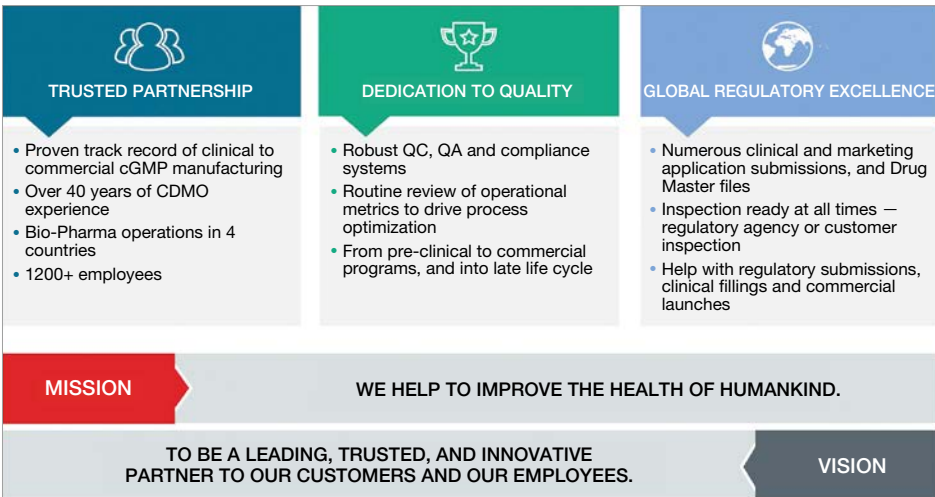 TRUSTED PARTNERSHIP
• Proven track record of clinical to
commercial cGMP manufacturing
• Over 40 years of CDMO
experience
• Bio-Pharma operations in 4
countries
• 1200+ employees
DEDICATION TO QUALITY
• Robust QC, QA and compliance
systems
• Routine review of operational
metrics to drive process
optimization
• From pre-clinical to commercial
programs, and into late life cycle
GLOBAL REGULATORY EXCELLENCE
• Numerous clinical and marketing
application submissions, and Drug
Master files
• Inspection ready at all times —
regulatory agency or customer
inspection
• Help with regulatory submissions,
clinical fillings and commercial
launches
MISSION
WE HELP TO IMPROVE THE HEALTH OF HUMANKIND.
TO BE A LEADING, TRUSTED, AND INNOVATIVE
PARTNER TO OUR CUSTOMERS AND OUR EMPLOYEES.
VISION